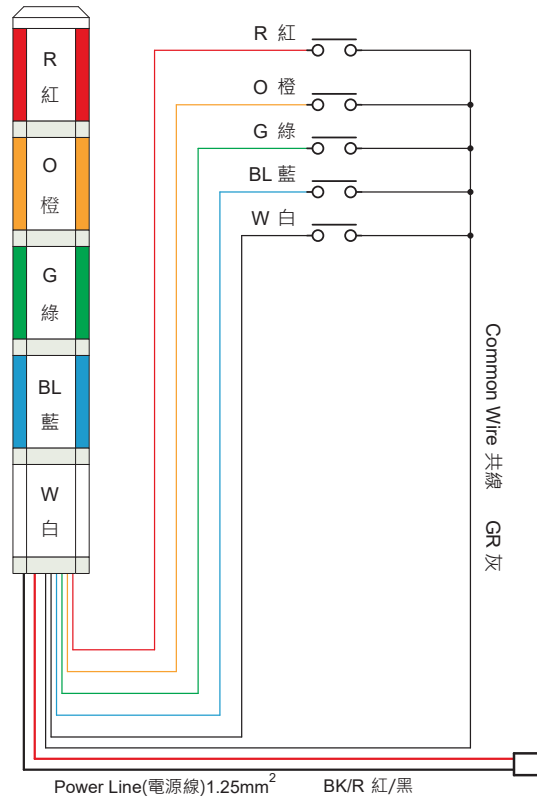 R
紅
O
橙
G
綠
BL
藍
W
白
R 紅
O 橙
G 綠
BL 藍
W 白
Common Wire 共線 GR 灰
Power Line(電源線)1.25mm² BK/R 紅/黑